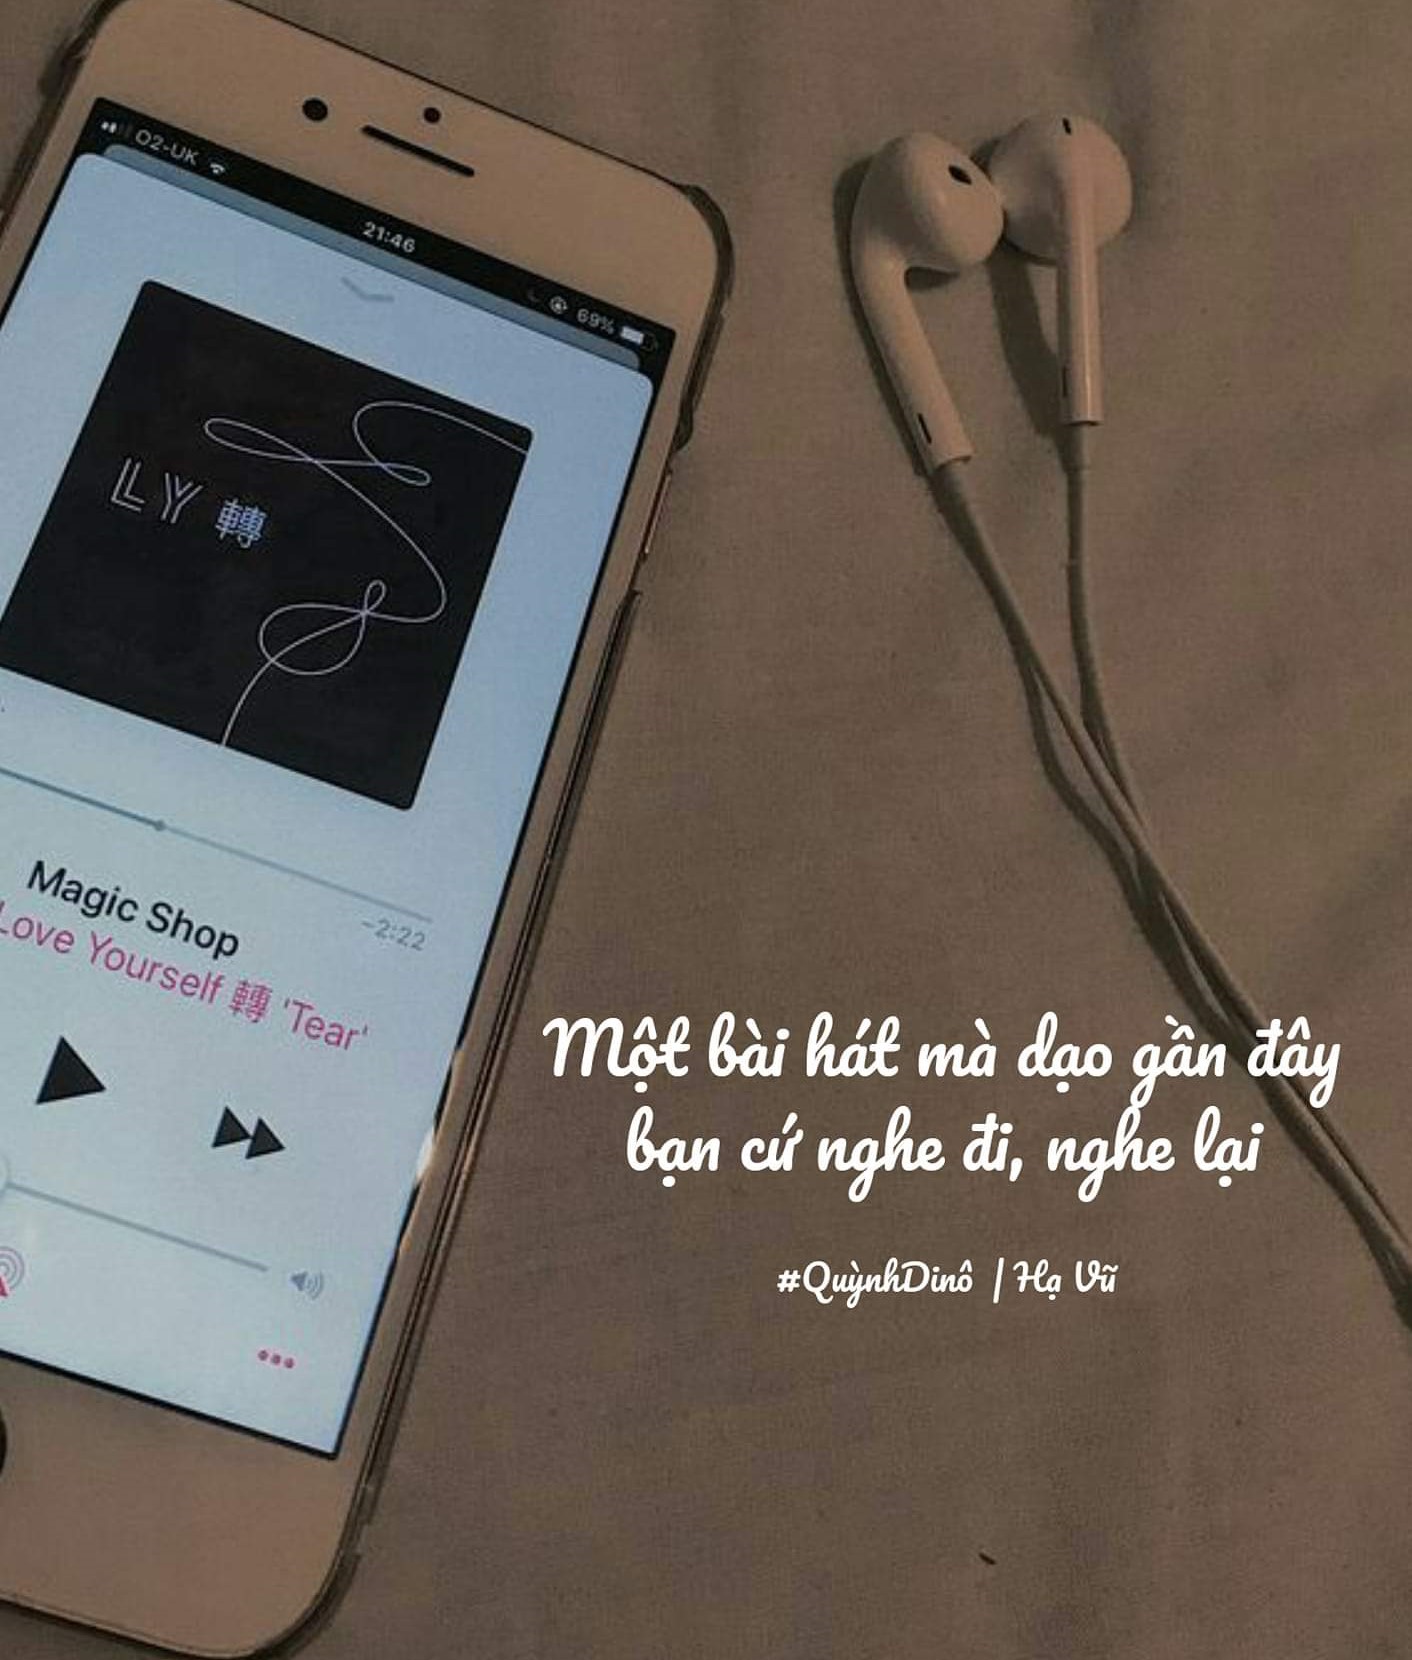 O2-UK
21:46
69%
LY 轉
-2:22
Magic Shop
Love Yourself 轉 'Tear'
Một bài hát mà dạo gần đây
bạn cứ nghe đi, nghe lại
#QuỳnhDinô | Hạ Vũ